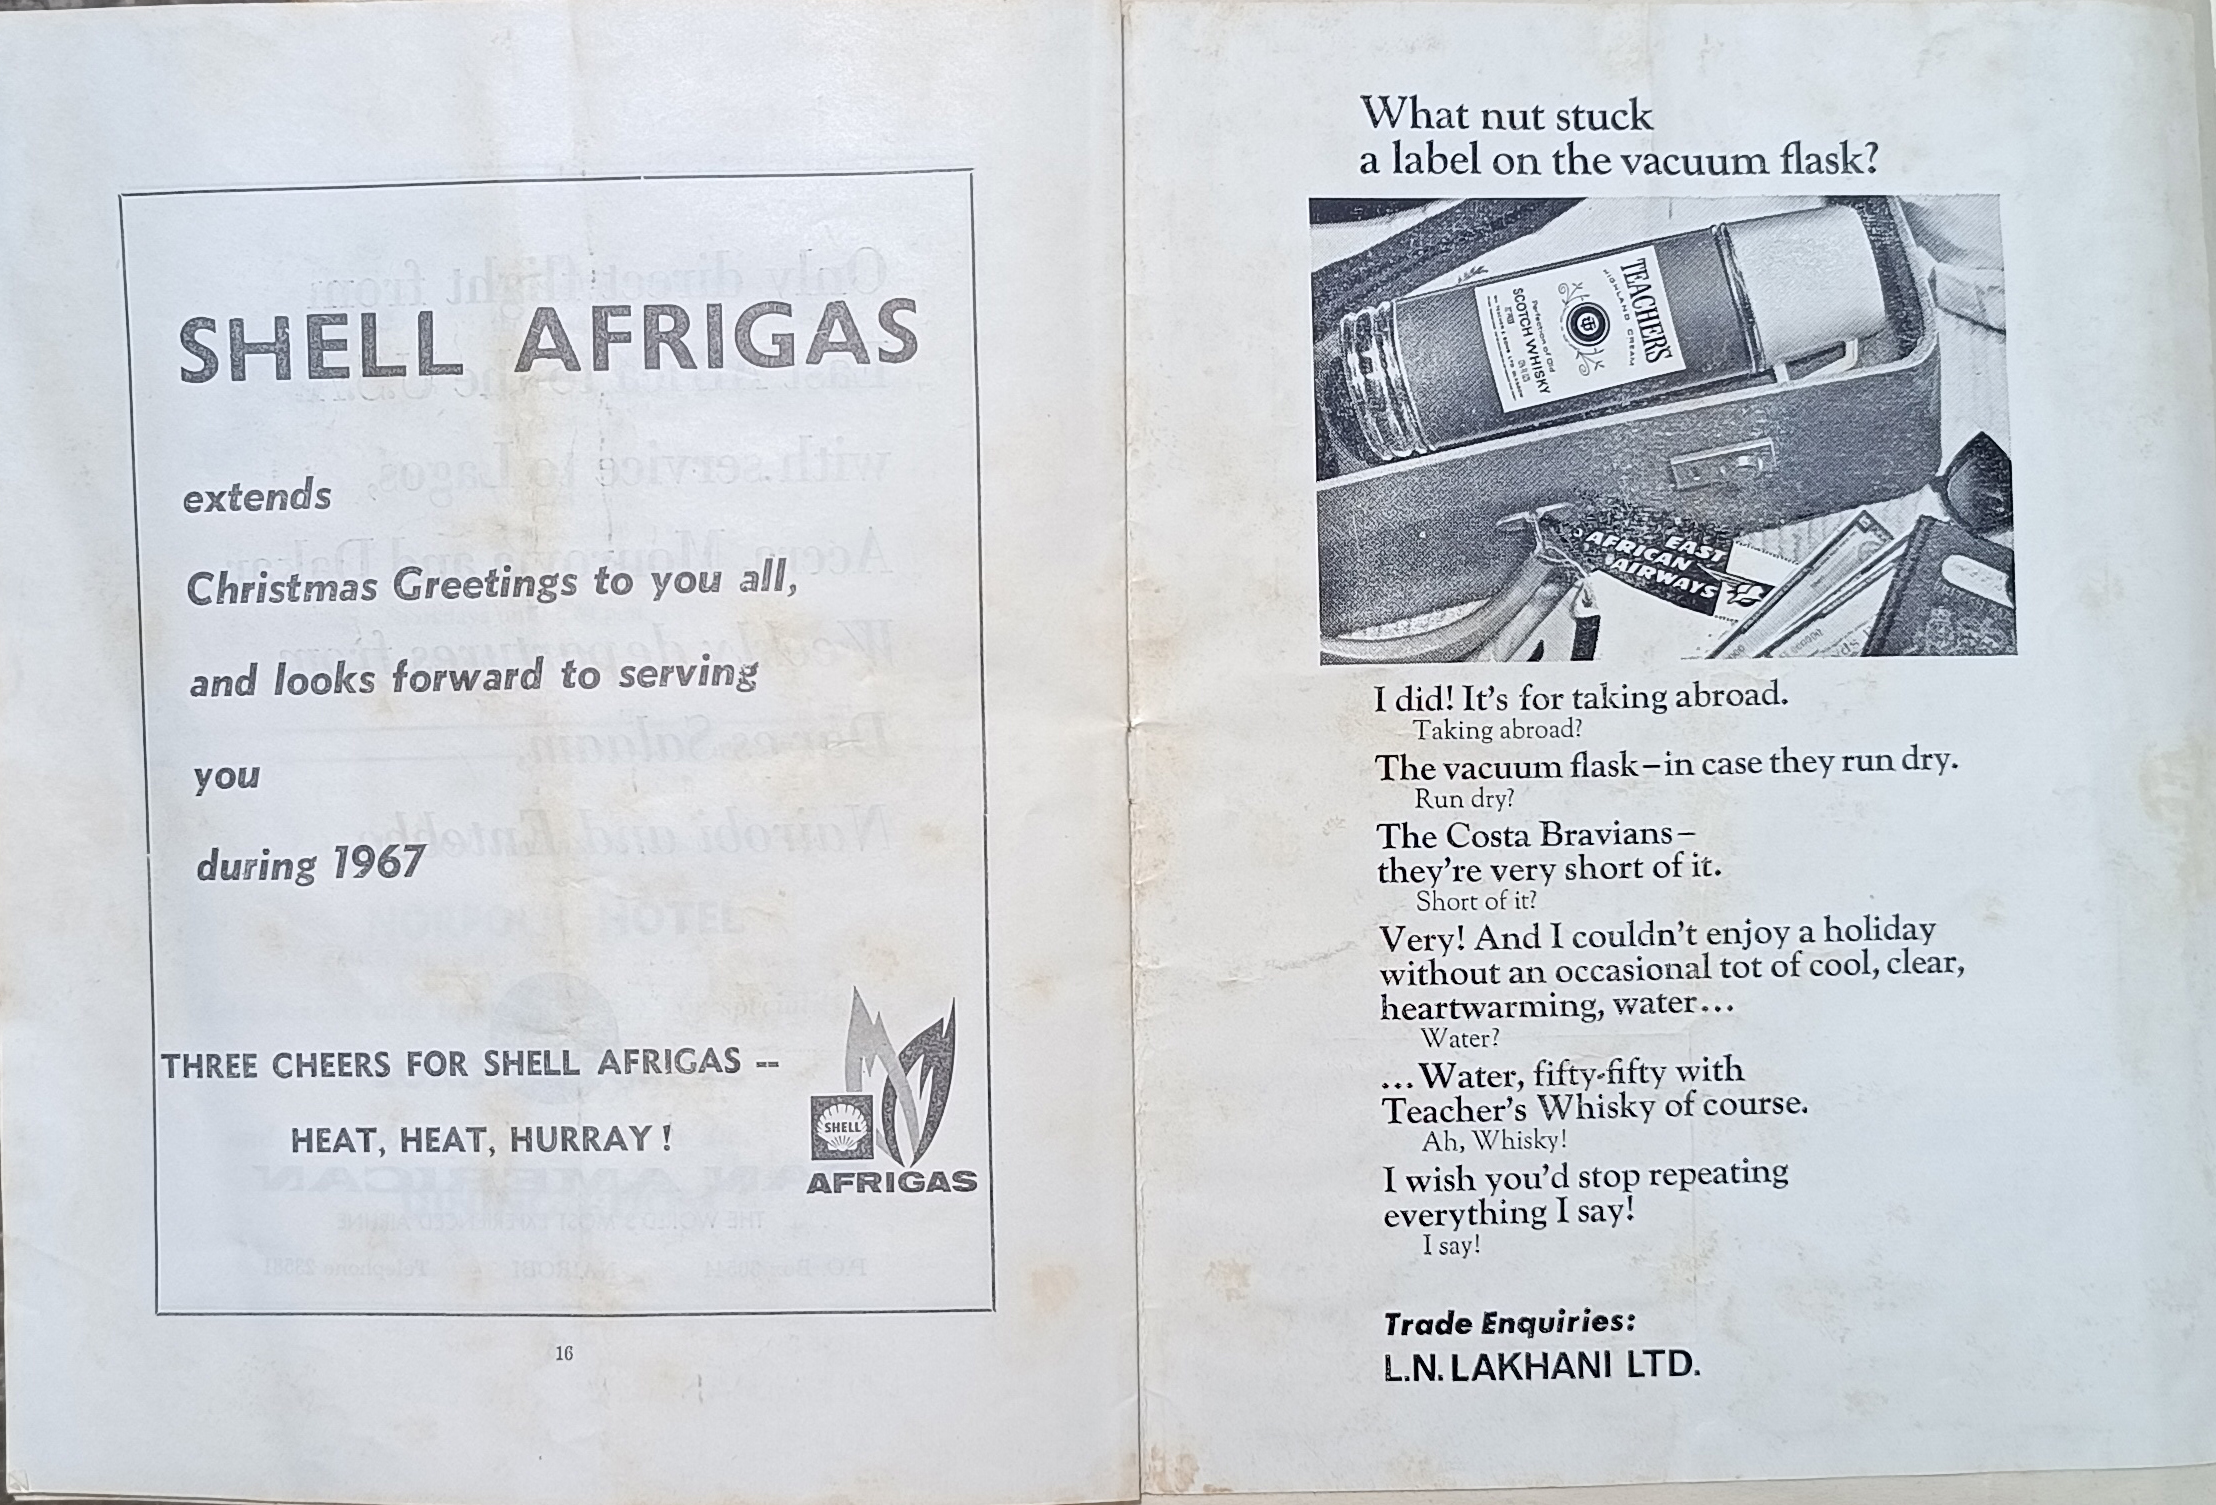 SHELL AFRIGAS
extends
Christmas Greetings to you all,
and looks forward to serving
you
during 1967
THREE CHEERS FOR SHELL AFRIGAS --
HEAT, HEAT, HURRAY!
SHELL
AFRIGAS
16
What nut stuck
a label on the vacuum flask?
TEACHER'S
HIGHLAND CREAM
Perfection of Old
SCOTCH WHISKY
EAST
AFRICAN
AIRWAYS
I did! It's for taking abroad.
Taking abroad?
The vacuum flask–in case they run dry.
Run dry?
The Costa Bravians–
they're very short of it.
Short of it?
Very! And I couldn't enjoy a holiday
without an occasional tot of cool, clear,
heartwarming, water...
Water?
...Water, fifty-fifty with
Teacher's Whisky of course.
Ah, Whisky!
I wish you'd stop repeating
everything I say!
I say!
Trade Enquiries:
L.N. LAKHANI LTD.